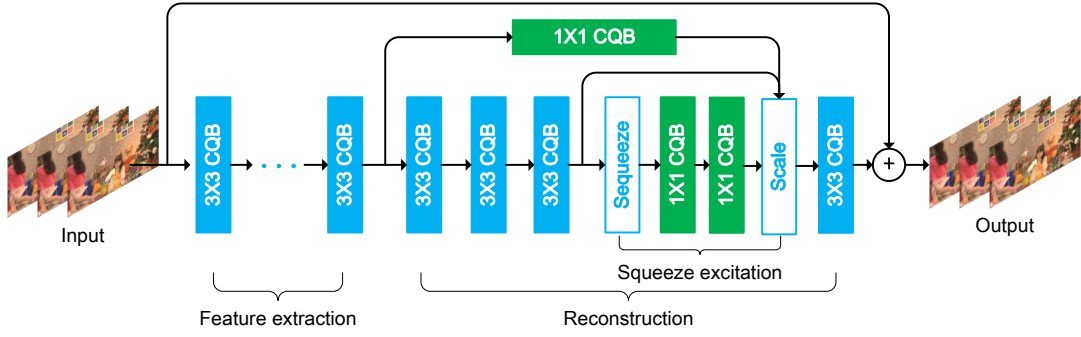 1X1 CQB
3X3 CQB
3X3 CQB
3X3 CQB
3X3 CQB
3X3 CQB
Sequeeze
1X1 CQB
1X1 CQB
Scale
3X3 CQB
+
Input
Output
Squeeze excitation
Feature extraction
Reconstruction